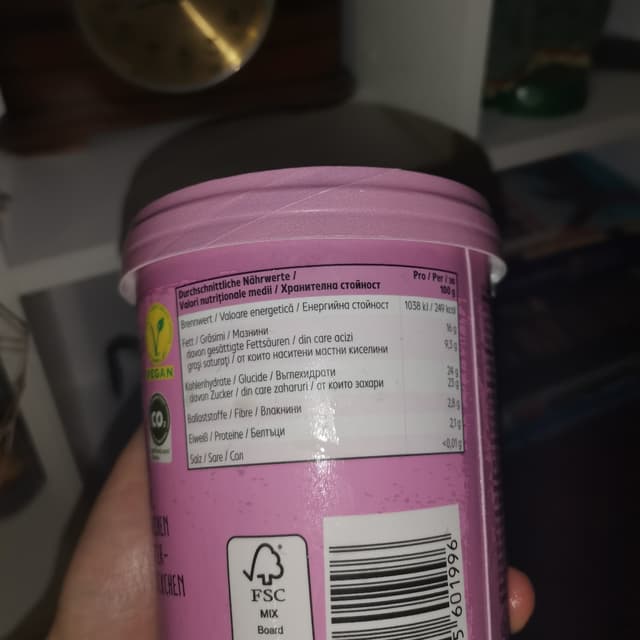 Durchschnittliche Nährwerte /
Valori nutriționale medii / Хранителна стойност
Pro / Per / за
100 g
Brennwert / Valoare energetică / Енергийна стойност 1038 kJ / 249 kcal
Fett / Grăsimi / Мазнини 16 g
davon gesättigte Fettsäuren / din care acizi
grași saturați / от които наситени мастни киселини 9,3 g
Kohlenhydrate / Glucide / Въглехидрати 24 g
davon Zucker / din care zaharuri / от които захари 23 g
Ballaststoffe / Fibre / Влакнини 2,8 g
Eiweiß / Proteine / Белтъци 2,1 g
Salz / Sare / Сол <0,01 g
VEGAN
CO₂
FSC
MIX
Board
601996